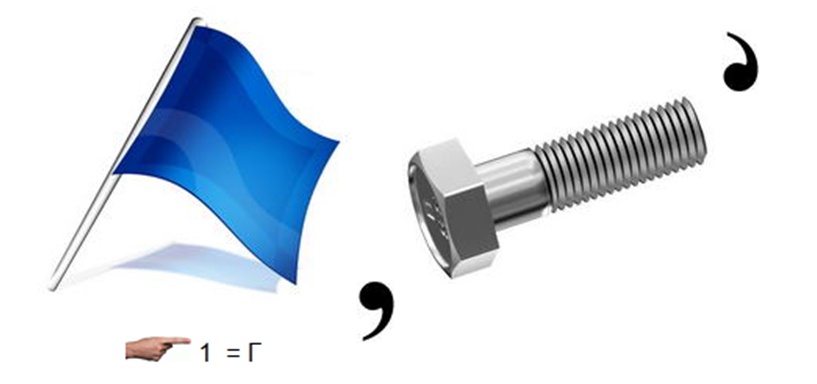 ,
,
1 = Г